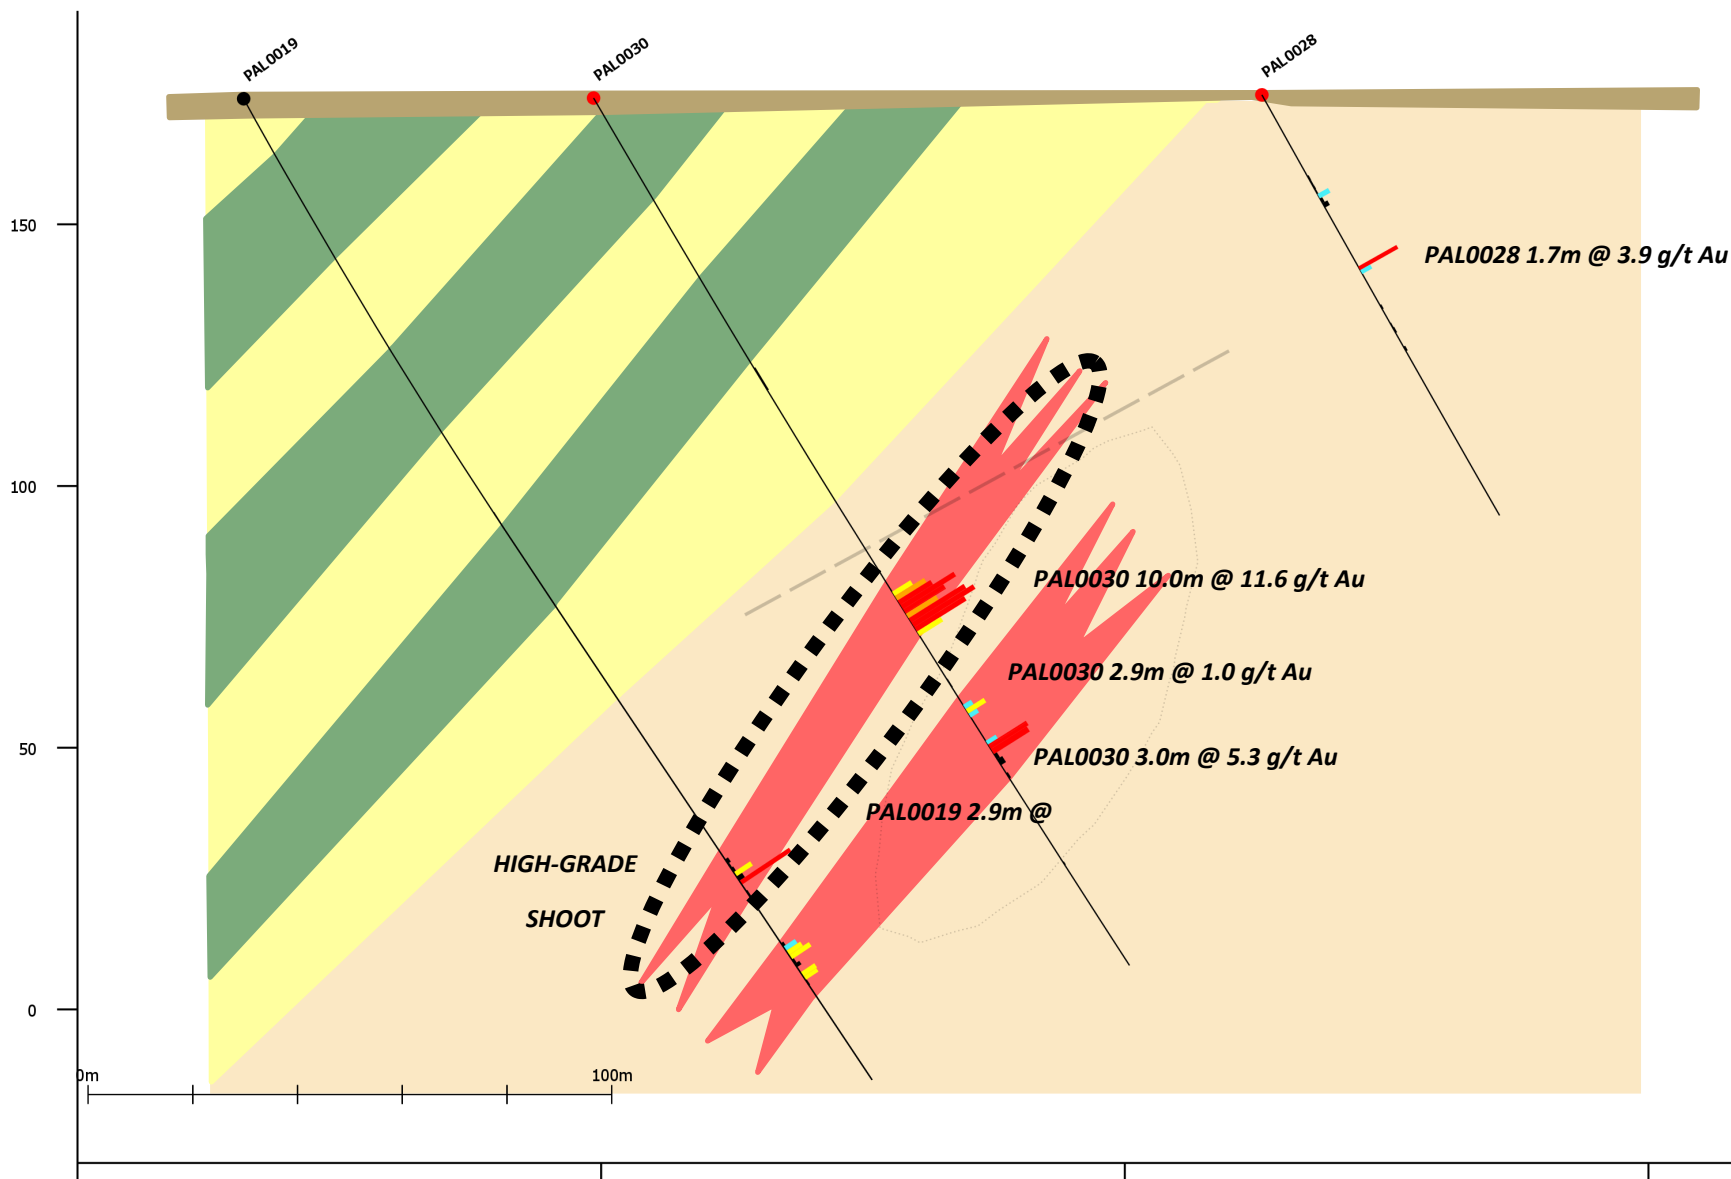 PAL0019
PAL0030
PAL0028
150
PAL0028 1.7m @ 3.9 g/t Au
100
PAL0030 10.0m @ 11.6 g/t Au
PAL0030 2.9m @ 1.0 g/t Au
50
PAL0030 3.0m @ 5.3 g/t Au
PAL0019 2.9m @
HIGH-GRADE
SHOOT
0
0m
100m